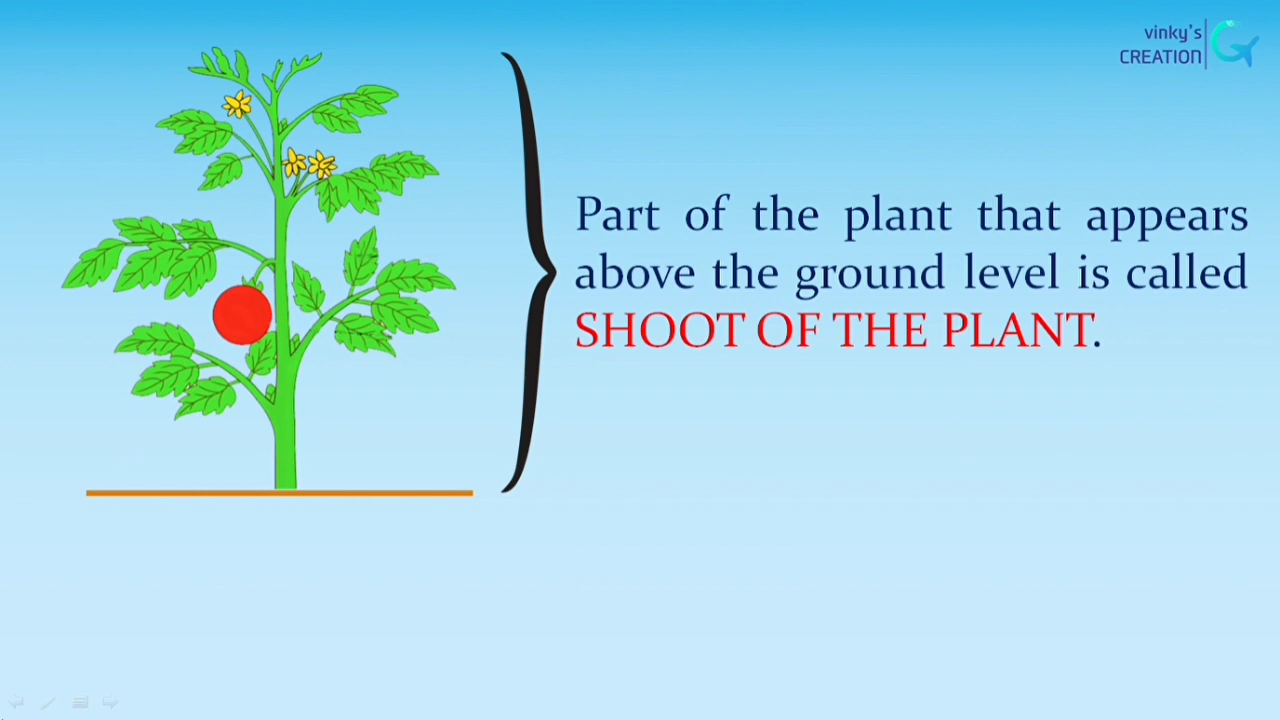 vinky's
CREATION
Part of the plant that appears
above the ground level is called
SHOOT OF THE PLANT.